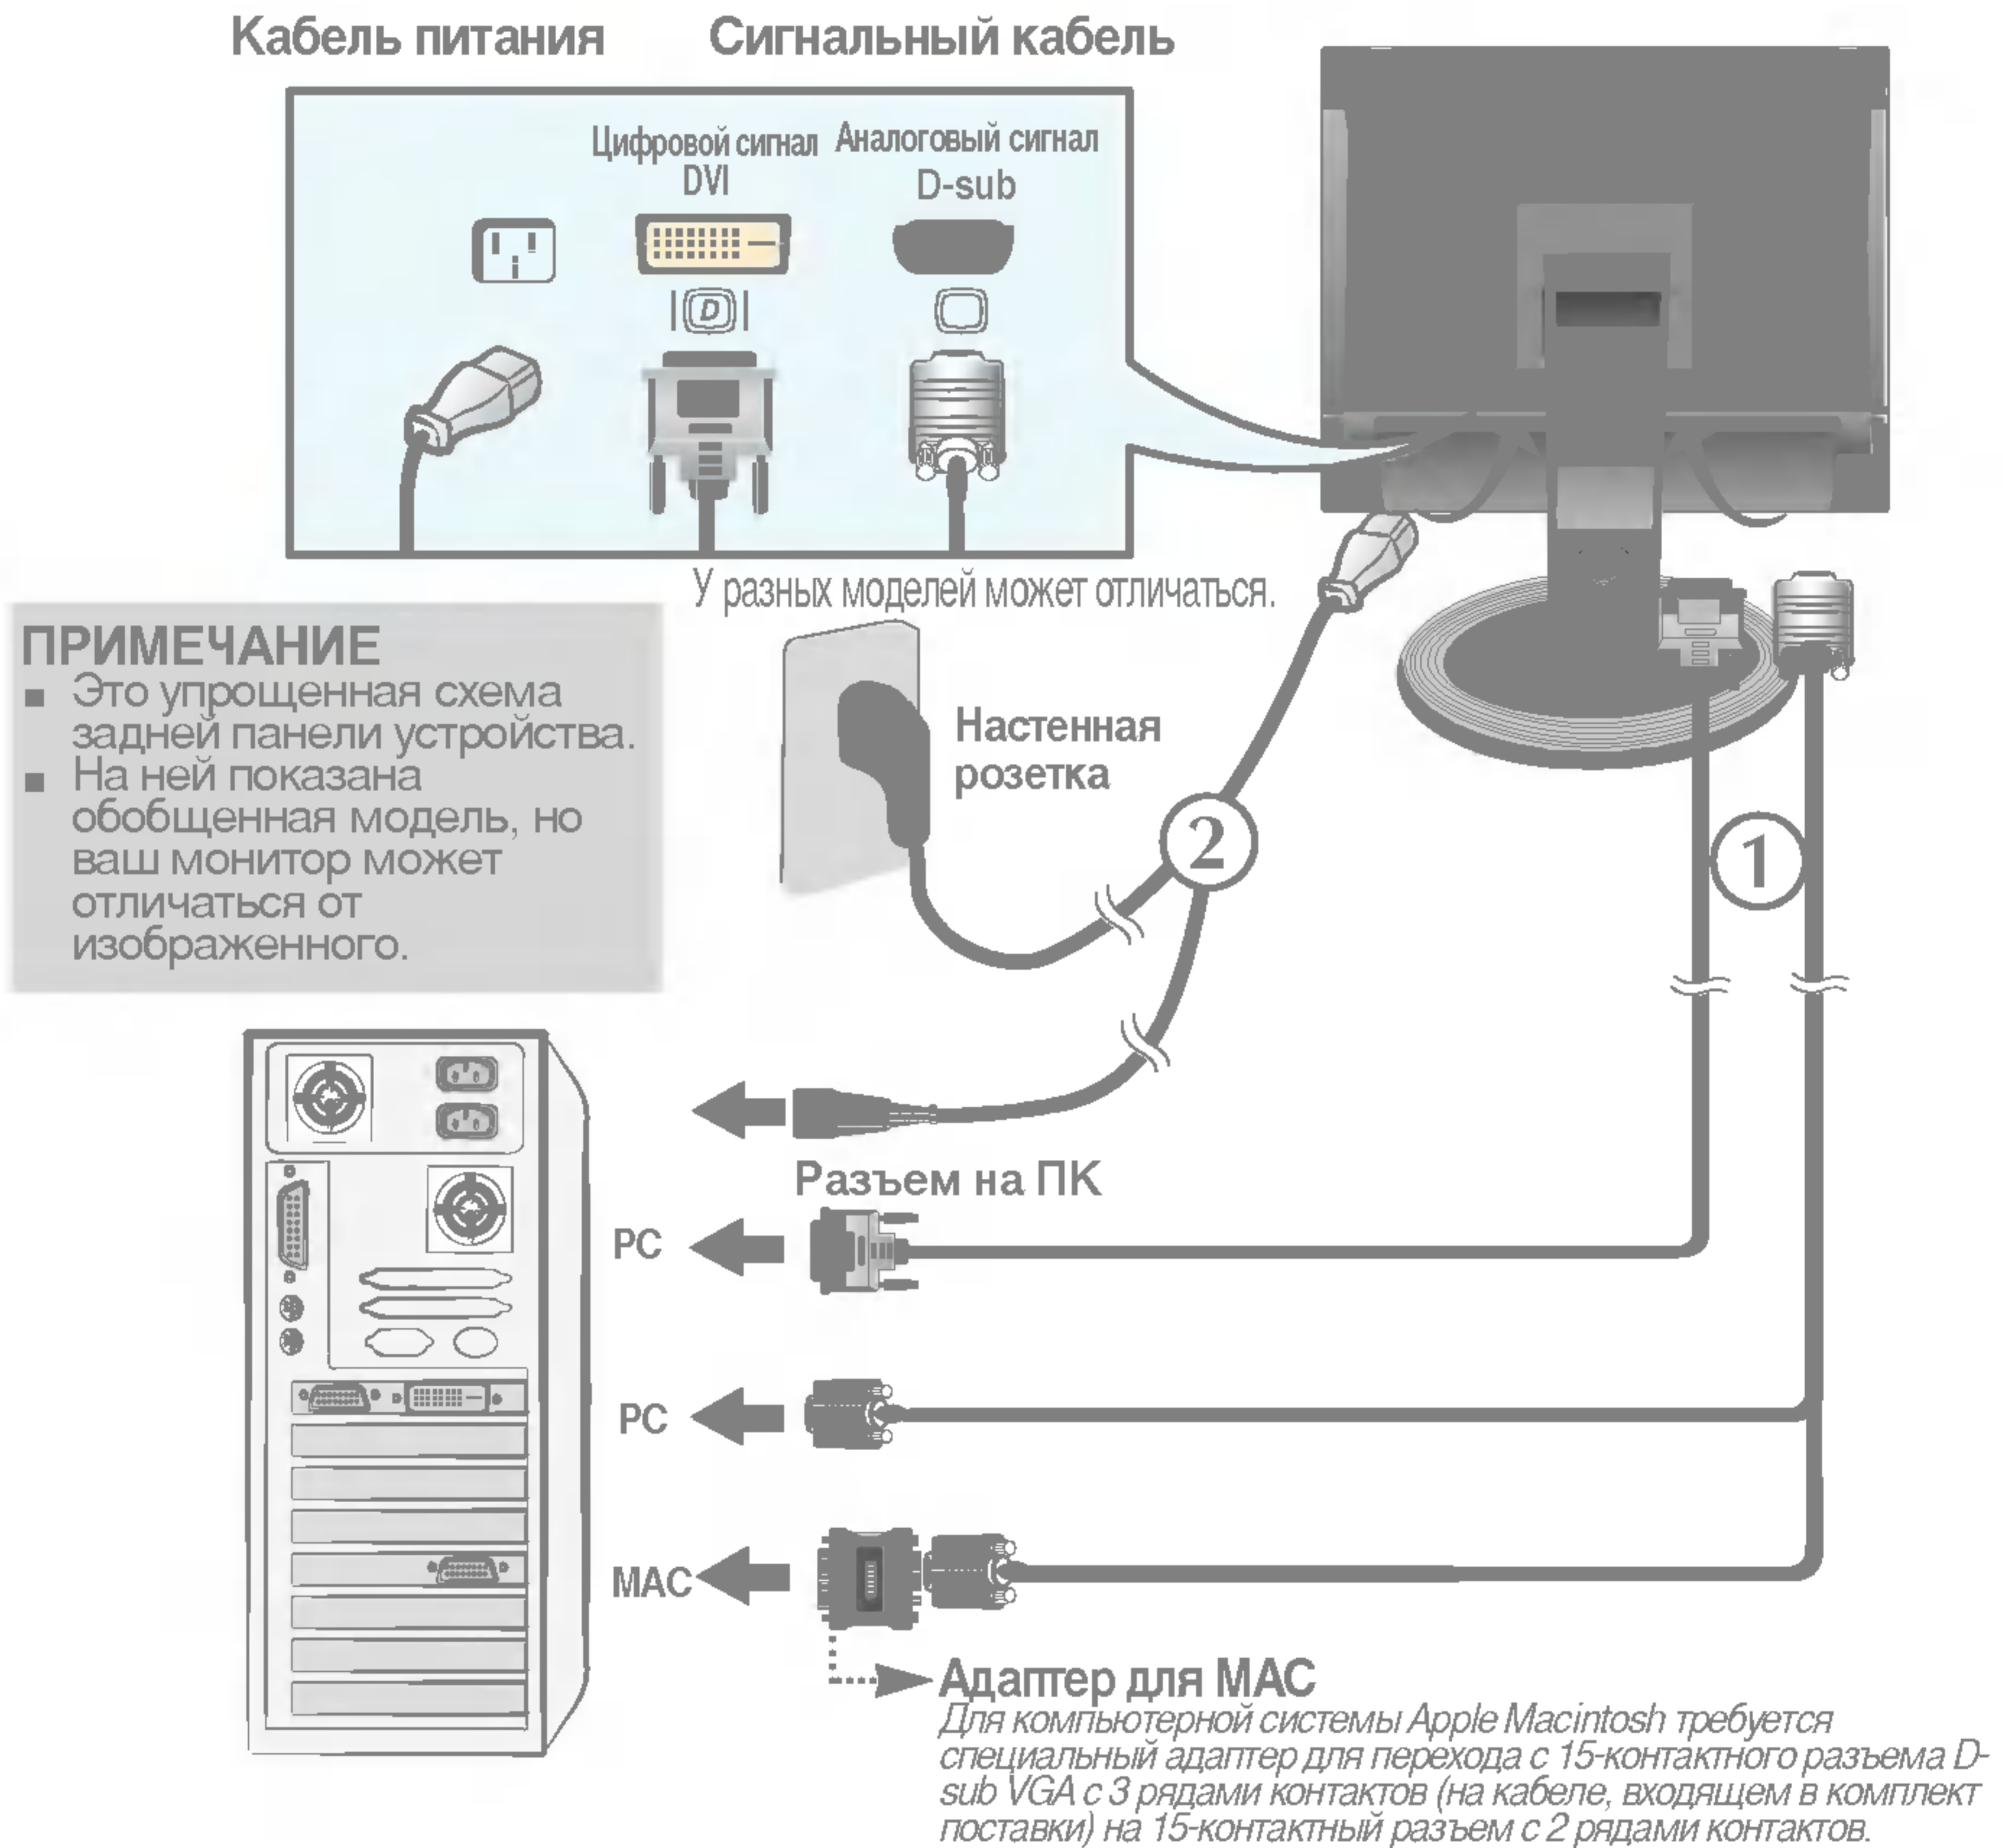 Кабель питания
Сигнальный кабель
Цифровой сигнал
DVI
Аналоговый сигнал
D-sub
D
У разных моделей может отличаться.
ПРИМЕЧАНИЕ
■ Это упрощенная схема
задней панели устройства.
■ На ней показана
обобщенная модель, но
ваш монитор может
отличаться от
изображенного.
Настенная
розетка
2
1
Разъем на ПК
PC
PC
MAC
Адаптер для MAC
Для компьютерной системы Apple Macintosh требуется
специальный адаптер для перехода с 15-контактного разъема D-
sub VGA с 3 рядами контактов (на кабеле, входящем в комплект
поставки) на 15-контактный разъем с 2 рядами контактов.